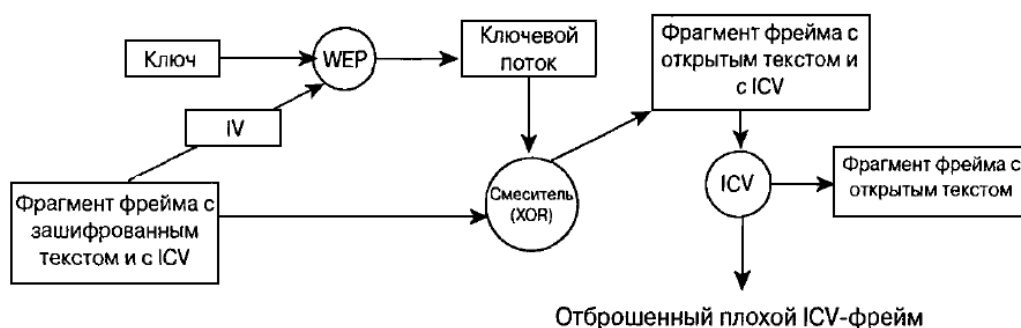 Ключ
WEP
Ключевой
поток
Фрагмент фрейма с
открытым текстом и
с ICV
IV
Фрагмент фрейма с
зашифрованным
текстом и с ICV
Смеситель
(XOR)
ICV
Фрагмент фрейма с
открытым текстом
Отброшенный плохой ICV-фрейм